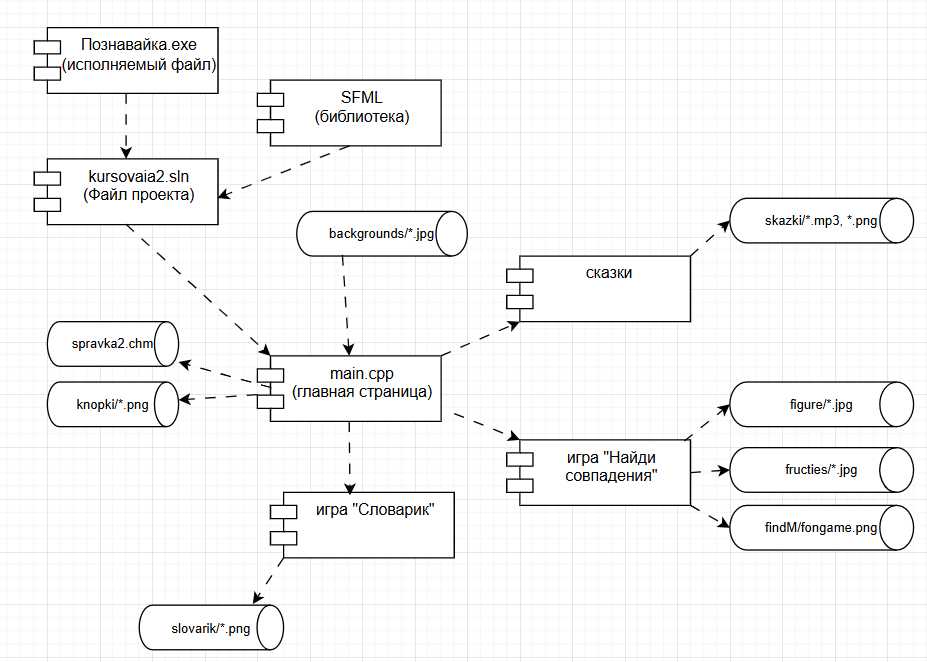 Познавайка.exe
(исполняемый файл)
SFML
(библиотека)
kursovaia2.sln
(Файл проекта)
backgrounds/*.jpg
skazki/*.mp3, *.png
сказки
spravka2.chm
main.cpp
(главная страница)
knopki/*.png
figure/*.jpg
игра "Найди
совпадения"
fructies/*.jpg
игра "Словарик"
findM/fongame.png
slovarik/*.png